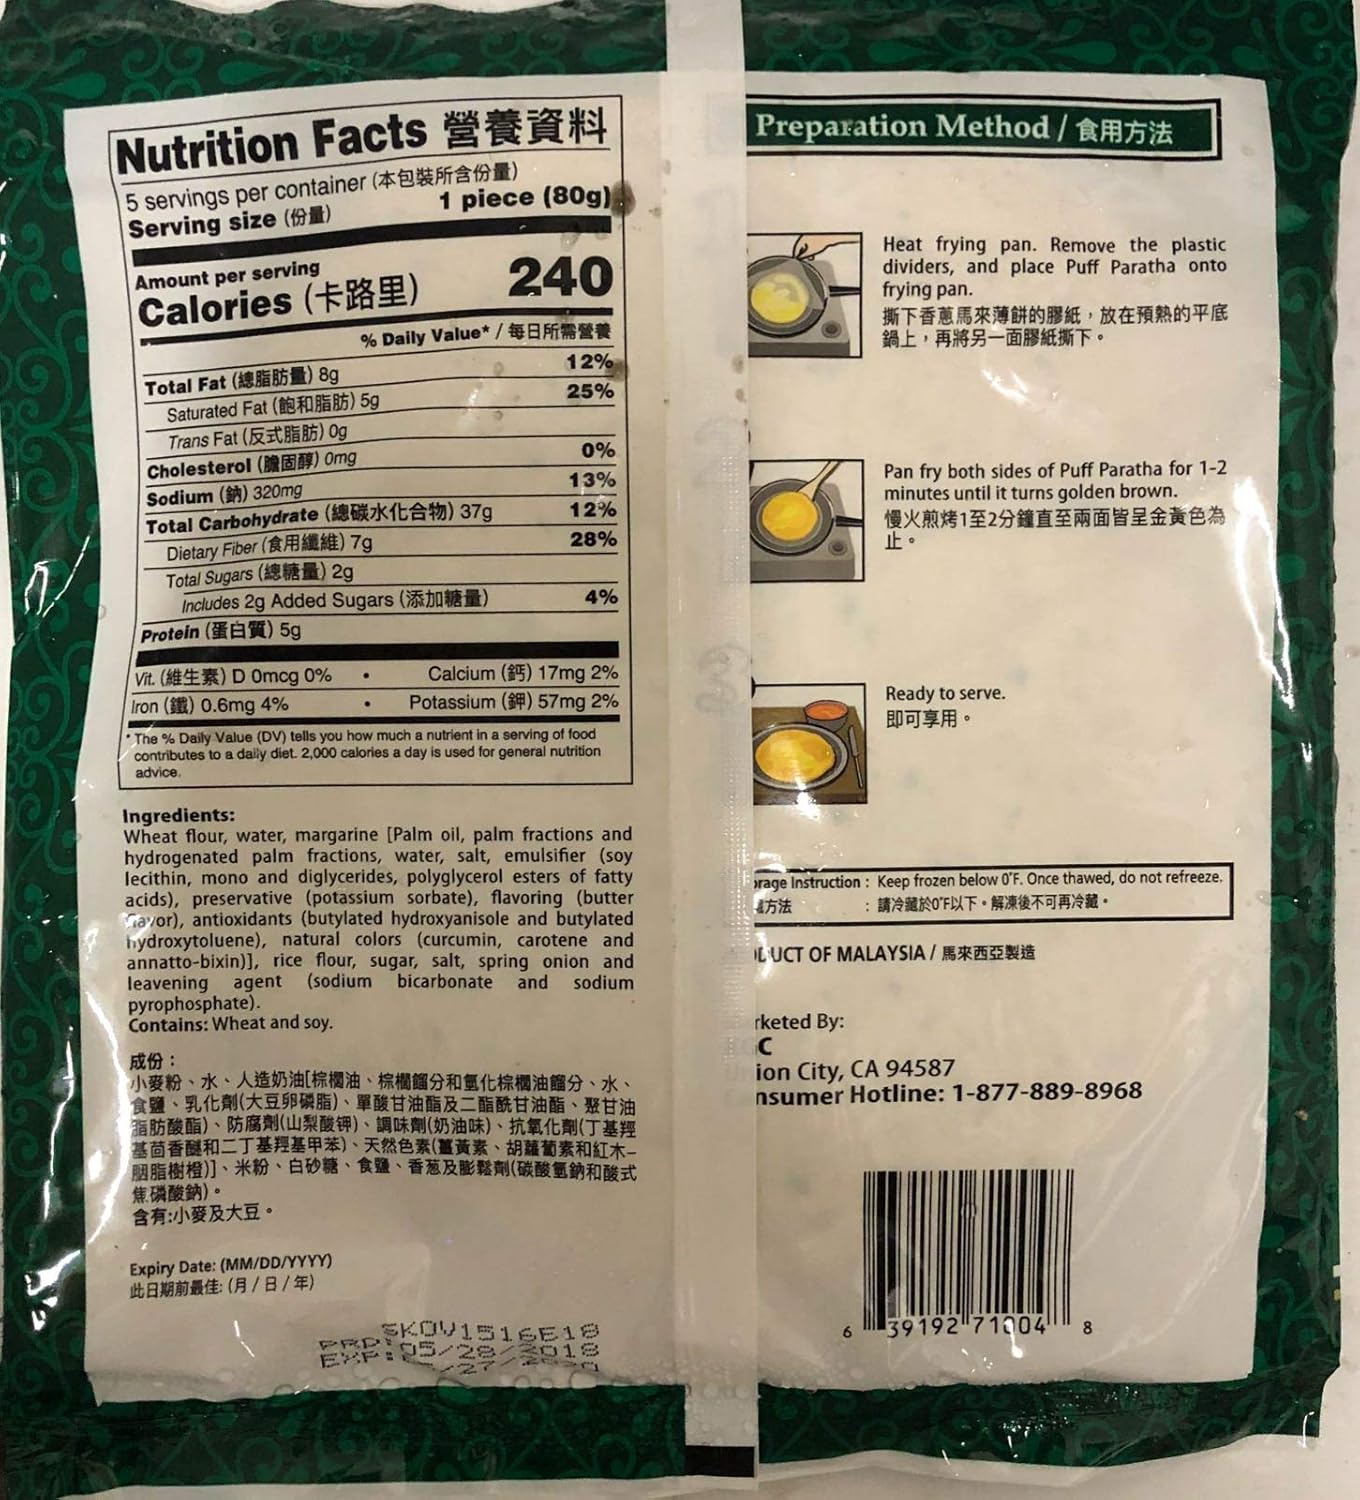 Nutrition Facts 營養資料
5 servings per container (本包裝所含份量)
Serving size (份量) 1 piece (80g)
Amount per serving
Calories (卡路里) 240
% Daily Value* / 每日所需營養
Total Fat (總脂肪量) 8g 12%
Saturated Fat (飽和脂肪) 5g 25%
Trans Fat (反式脂肪) 0g
Cholesterol (膽固醇) 0mg 0%
Sodium (鈉) 320mg 13%
Total Carbohydrate (總碳水化合物) 37g 12%
Dietary Fiber (食用纖維) 7g 28%
Total Sugars (總糖量) 2g
Includes 2g Added Sugars (添加糖量) 4%
Protein (蛋白質) 5g
Vit. (維生素) D 0mcg 0% • Calcium (鈣) 17mg 2%
Iron (鐵) 0.6mg 4% • Potassium (鉀) 57mg 2%
* The % Daily Value (DV) tells you how much a nutrient in a serving of food
contributes to a daily diet. 2,000 calories a day is used for general nutrition
advice.
Ingredients:
Wheat flour, water, margarine [Palm oil, palm fractions and
hydrogenated palm fractions, water, salt, emulsifier (soy
lecithin, mono and diglycerides, polyglycerol esters of fatty
acids), preservative (potassium sorbate), flavoring (butter
flavor), antioxidants (butylated hydroxyanisole and butylated
hydroxytoluene), natural colors (curcumin, carotene and
annatto-bixin)], rice flour, sugar, salt, spring onion and
leavening agent (sodium bicarbonate and sodium
pyrophosphate).
Contains: Wheat and soy.
成份：
小麥粉、水、人造奶油[棕櫚油、棕櫚餾分和氫化棕櫚油餾分、水、
食鹽、乳化劑(大豆卵磷脂)、單酸甘油酯及二酯酰甘油酯、聚甘油
脂肪酸酯)、防腐劑(山梨酸钾)、調味劑(奶油味)、抗氧化劑(丁基羥
基茴香醚和二丁基羥基甲苯)、天然色素(薑黃素、胡蘿蔔素和紅木–
胭脂樹橙)]、米粉、白砂糖、食鹽、香葱及膨鬆劑(碳酸氫鈉和酸式
焦磷酸鈉)。
含有:小麥及大豆。
Expiry Date: (MM/DD/YYYY)
此日期前最佳: (月/日/年)
SKOV1516E18
PRD:05/28/2018
EXP:
Preparation Method / 食用方法
Heat frying pan. Remove the plastic
dividers, and place Puff Paratha onto
frying pan.
撕下香蔥馬來薄餅的膠紙，放在預熱的平底
鍋上，再將另一面膠紙撕下。
Pan fry both sides of Puff Paratha for 1-2
minutes until it turns golden brown.
慢火煎烤1至2分鐘直至兩面皆呈金黃色為
止。
Ready to serve.
即可享用。
orage Instruction : Keep frozen below 0°F. Once thawed, do not refreeze.
方法 : 請冷藏於0°F以下。解凍後不可再冷藏。
DUCT OF MALAYSIA / 馬來西亞製造
rketed By:
C
ion City, CA 94587
nsumer Hotline: 1-877-889-8968
6 39192 71004 8